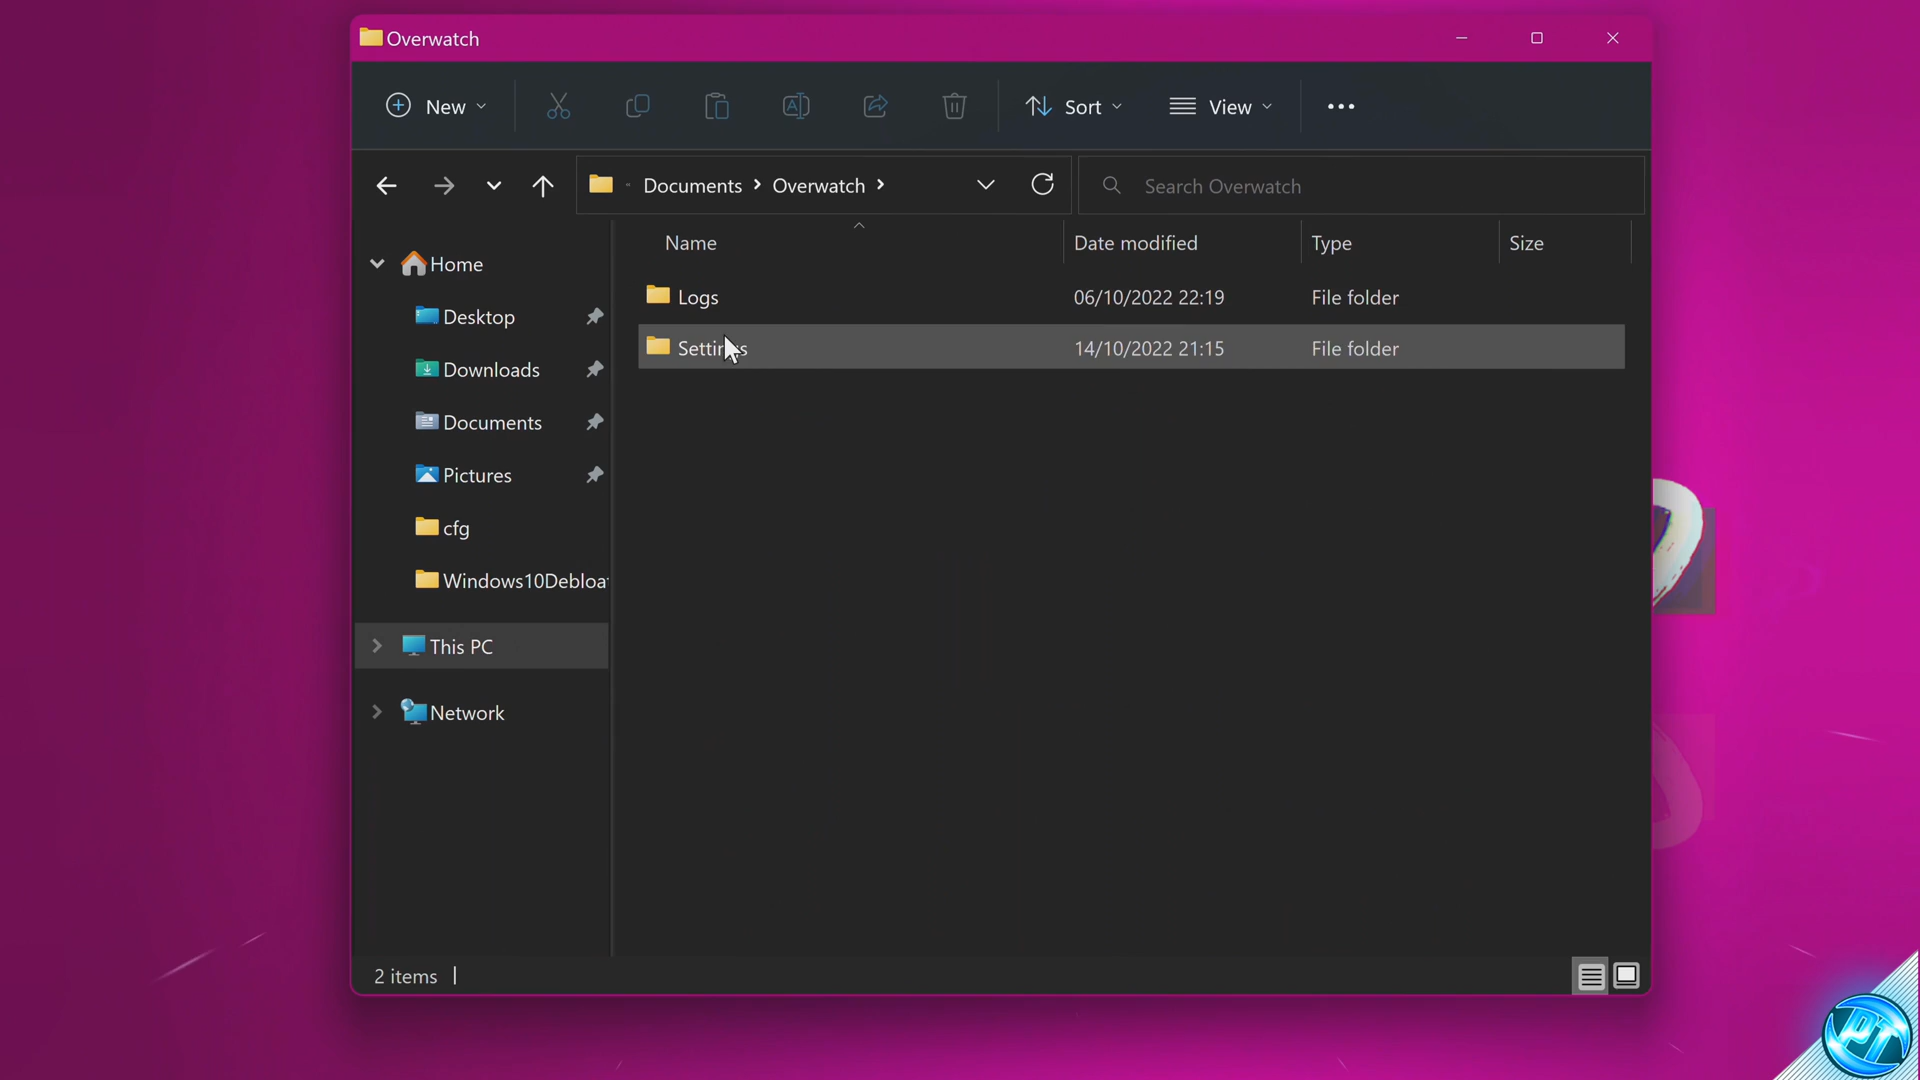 Overwatch
New
Sort
View
Documents > Overwatch >
Search Overwatch
Name
Date modified
Type
Size
Home
Desktop
Downloads
Documents
Pictures
cfg
Windows10Debloat
This PC
Network
Logs 06/10/2022 22:19 File folder
Settings 14/10/2022 21:15 File folder
2 items
PT